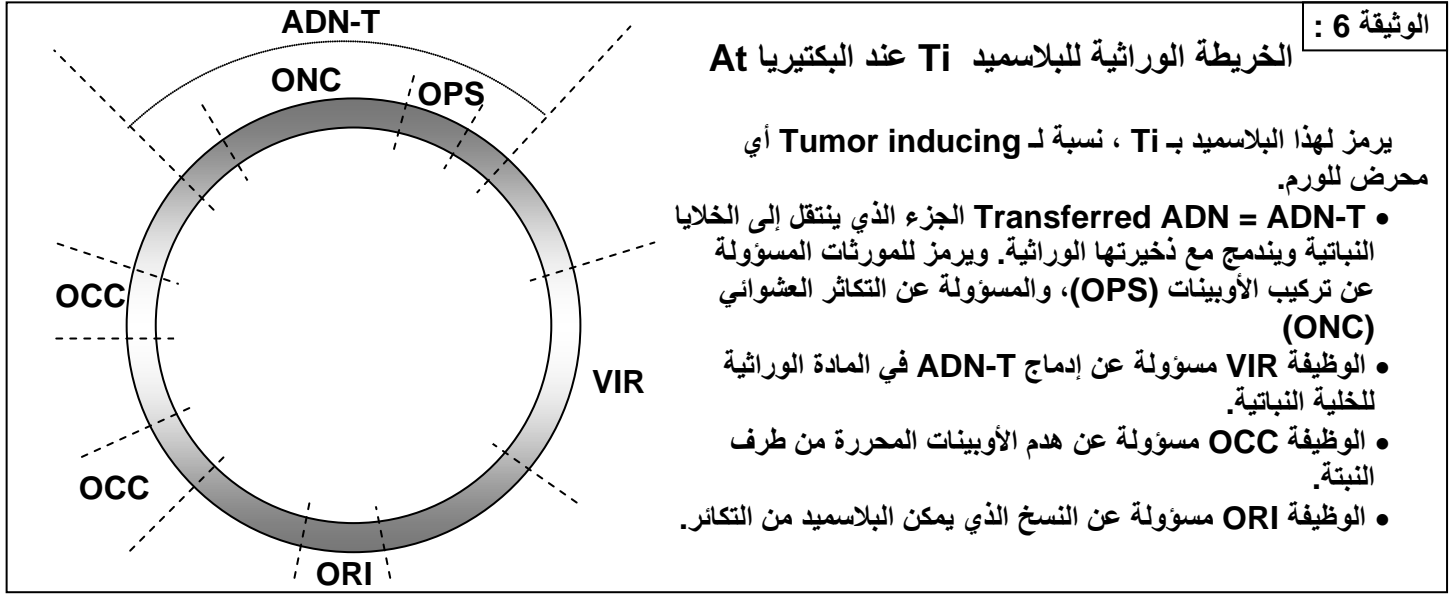 الوثيقة 6 :
الخريطة الوراثية للبلاسميد Ti عند البكتيريا At
يرمز لهذا البلاسميد بـ Ti ، نسبة لـ Tumor inducing أي
محرض للورم.
• Transferred ADN = ADN-T الجزء الذي ينتقل إلى الخلايا
النباتية ويندمج مع ذخيرتها الوراثية. ويرمز للمورثات المسؤولة
عن تركيب الأوبينات (OPS)، والمسؤولة عن التكاثر العشوائي
(ONC)
• الوظيفة VIR مسؤولة عن إدماج ADN-T في المادة الوراثية
للخلية النباتية.
• الوظيفة OCC مسؤولة عن هدم الأوبينات المحررة من طرف
النبتة.
• الوظيفة ORI مسؤولة عن النسخ الذي يمكن البلاسميد من التكاثر.
ADN-T
ONC
OPS
OCC
VIR
OCC
ORI